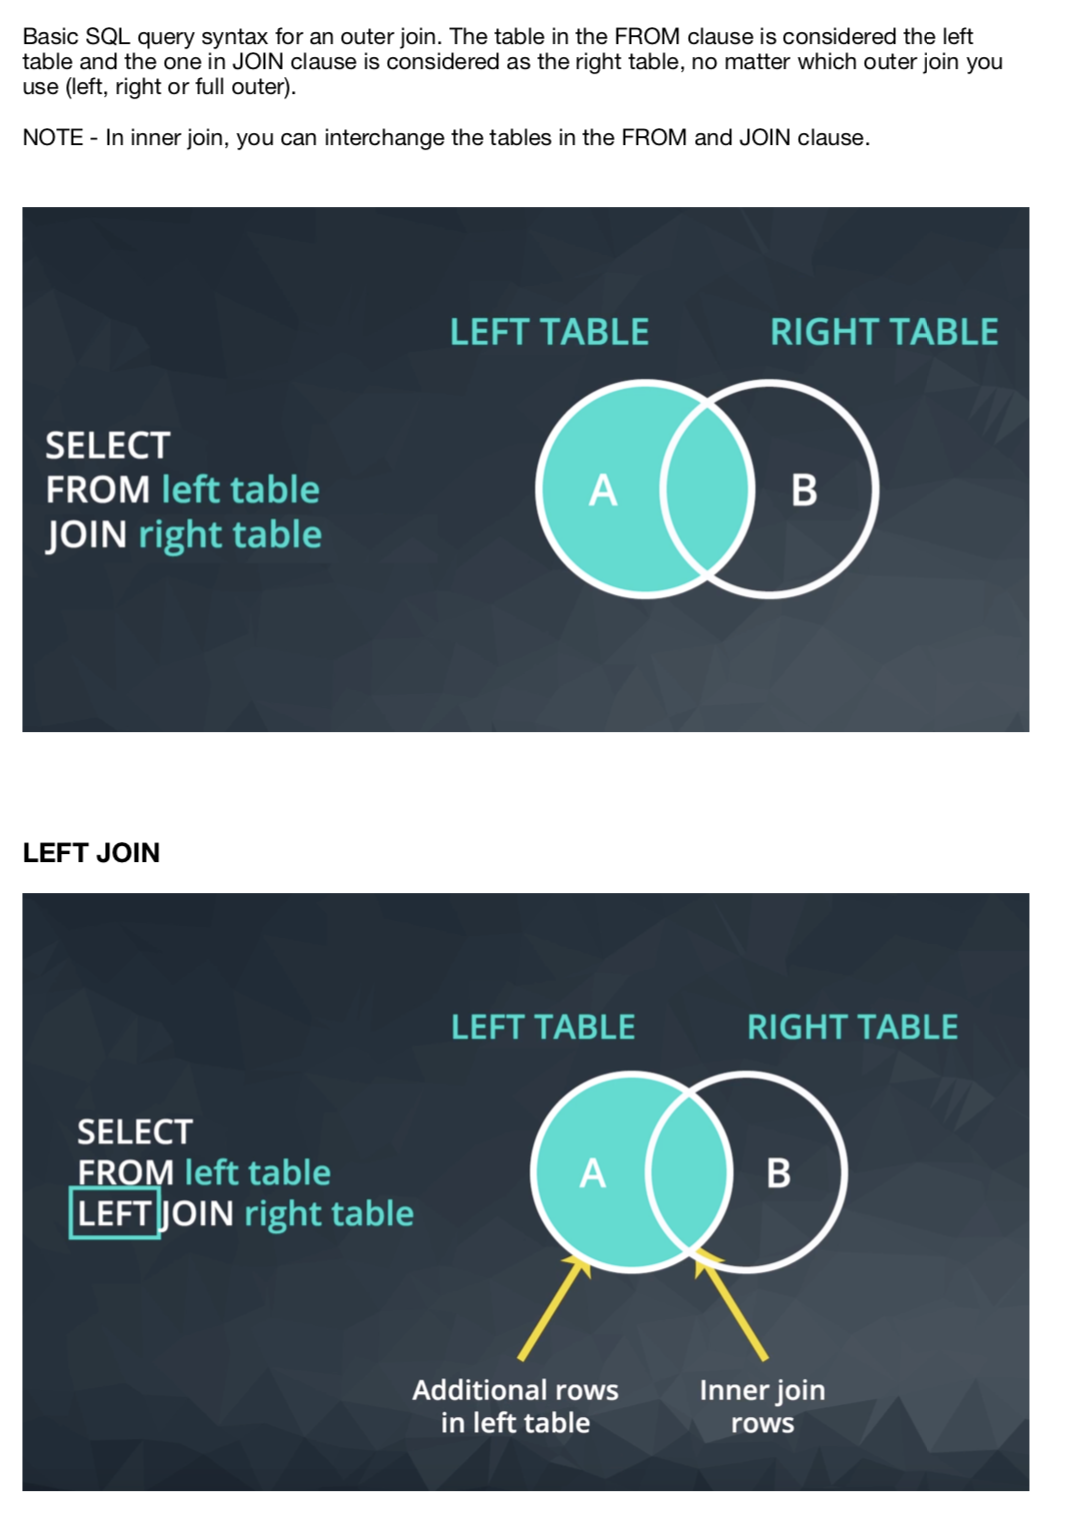 Basic SQL query syntax for an outer join. The table in the FROM clause is considered the left
table and the one in JOIN clause is considered as the right table, no matter which outer join you
use (left, right or full outer).
NOTE - In inner join, you can interchange the tables in the FROM and JOIN clause.
LEFT TABLE RIGHT TABLE
SELECT
FROM left table
JOIN right table
A B
LEFT JOIN
LEFT TABLE RIGHT TABLE
SELECT
FROM left table
LEFT JOIN right table
A B
Additional rows
in left table
Inner join
rows